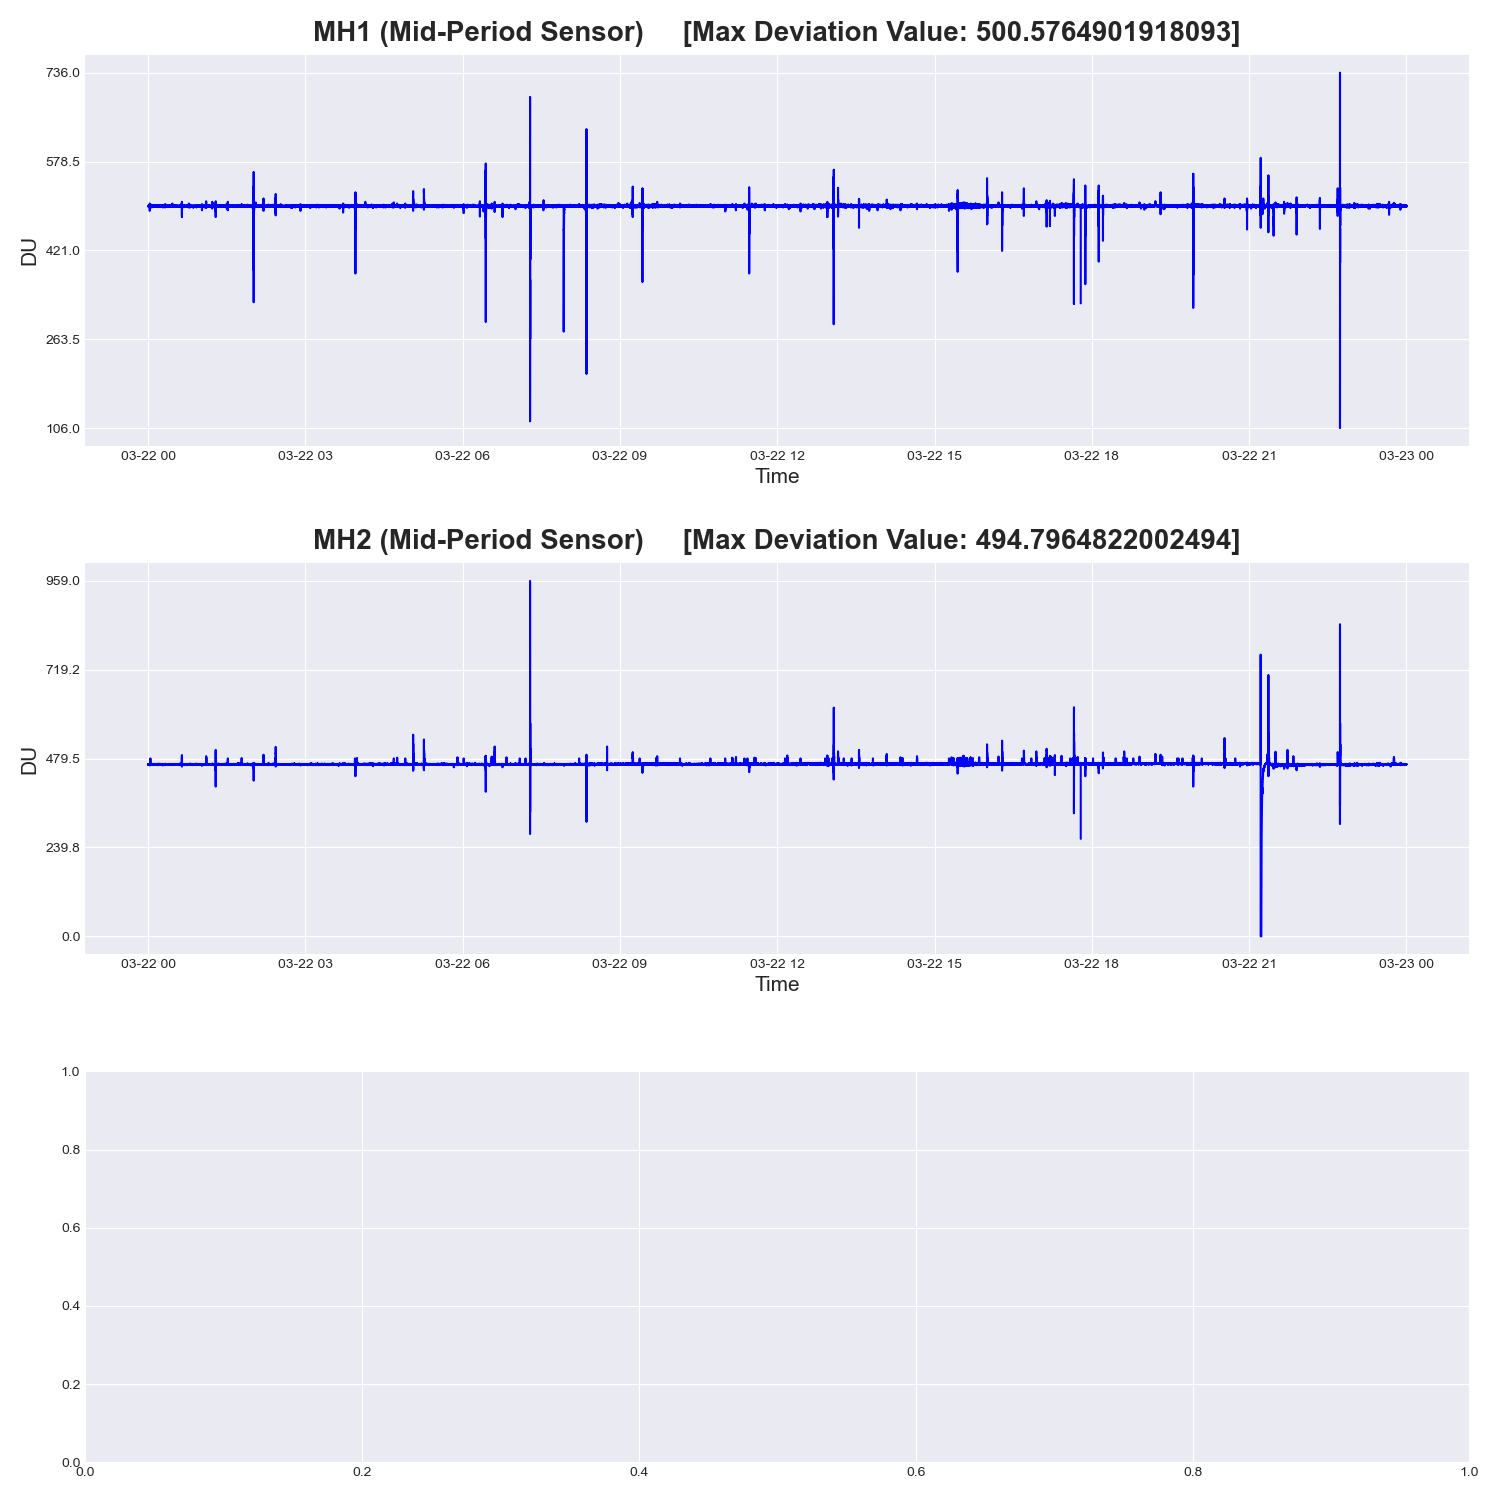 MH1 (Mid-Period Sensor) [Max Deviation Value: 500.5764901918093]
736.0
578.5
421.0
263.5
106.0
DU
03-22 00 03-22 03 03-22 06 03-22 09 03-22 12 03-22 15 03-22 18 03-22 21 03-23 00
Time
MH2 (Mid-Period Sensor) [Max Deviation Value: 494.7964822002494]
959.0
719.2
479.5
239.8
0.0
DU
03-22 00 03-22 03 03-22 06 03-22 09 03-22 12 03-22 15 03-22 18 03-22 21 03-23 00
Time
1.0
0.8
0.6
0.4
0.2
0.0
0.0 0.2 0.4 0.6 0.8 1.0